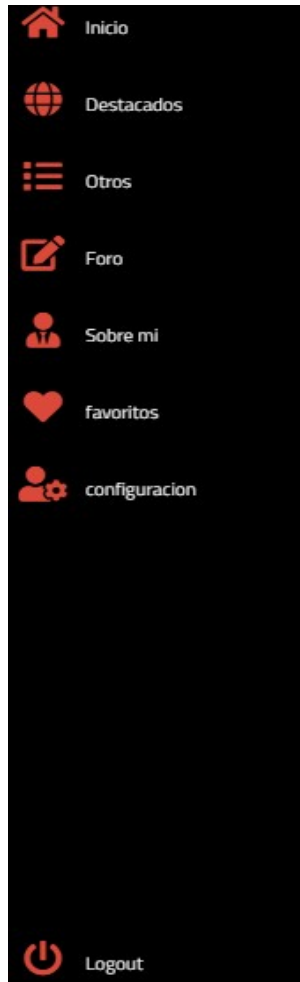 Inicio
Destacados
Otros
Foro
Sobre mi
favoritos
configuracion
Logout